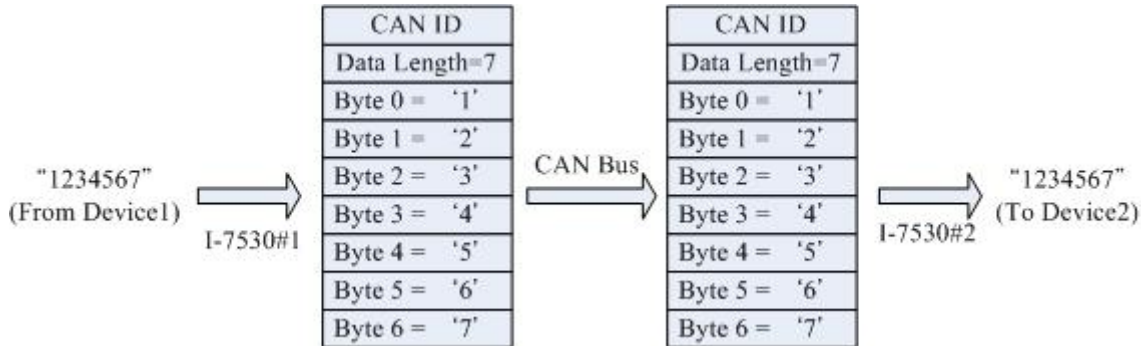 "1234567"
(From Device1)
I-7530#1
CAN ID
Data Length=7
Byte 0 = '1'
Byte 1 = '2'
Byte 2 = '3'
Byte 3 = '4'
Byte 4 = '5'
Byte 5 = '6'
Byte 6 = '7'
CAN Bus
CAN ID
Data Length=7
Byte 0 = '1'
Byte 1 = '2'
Byte 2 = '3'
Byte 3 = '4'
Byte 4 = '5'
Byte 5 = '6'
Byte 6 = '7'
I-7530#2
"1234567"
(To Device2)